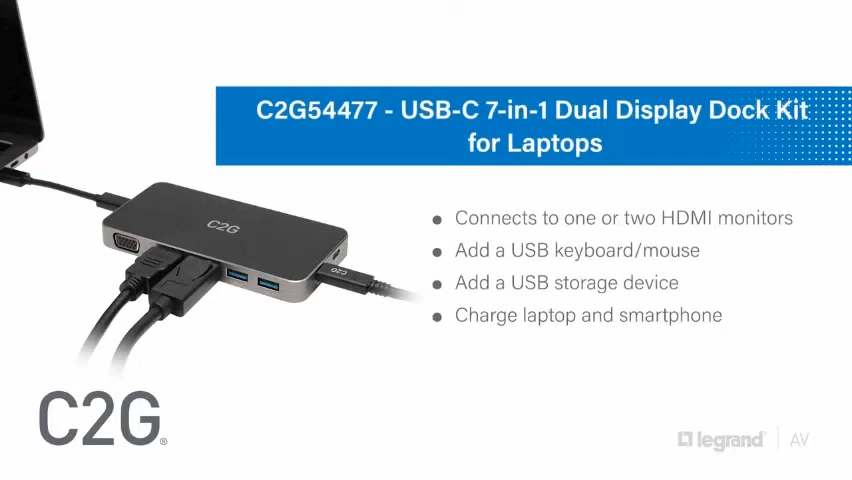 C2G54477 - USB-C 7-in-1 Dual Display Dock Kit
for Laptops
C2G
C2G
Connects to one or two HDMI monitors
Add a USB keyboard/mouse
Add a USB storage device
Charge laptop and smartphone
C2G®
legrand® | AV